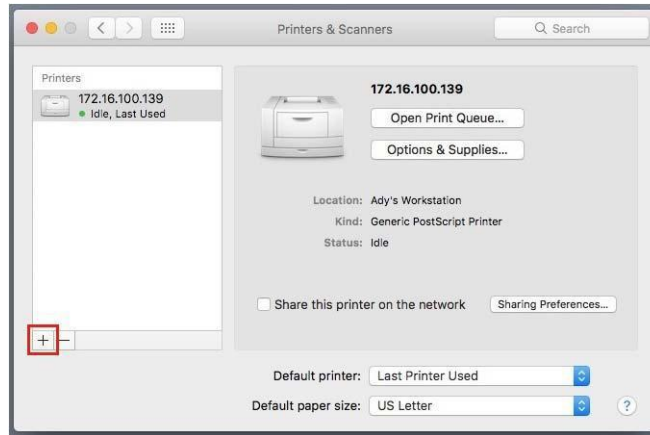 Printers & Scanners
Search
Printers
172.16.100.139
Idle, Last Used
+ −
172.16.100.139
Open Print Queue...
Options & Supplies...
Location: Ady's Workstation
Kind: Generic PostScript Printer
Status: Idle
Share this printer on the network
Sharing Preferences...
Default printer: Last Printer Used
Default paper size: US Letter
?